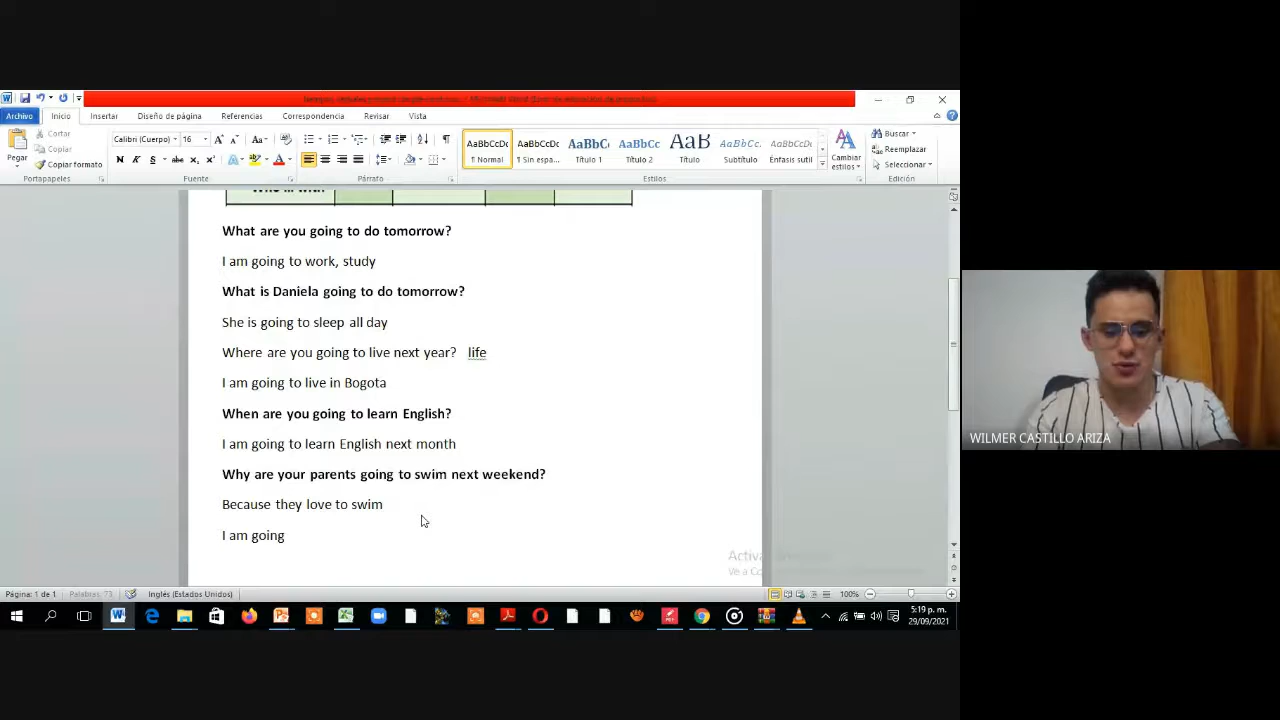 Archivo Inicio Insertar Diseño de página Referencias Correspondencia Revisar Vista
Pegar
Cortar
Copiar
Copiar formato
Portapapeles
Calibri (Cuerpo) 16
Fuente
Párrafo
AaBbCcDc AaBbCcDc AaBbC AaBbCc AaB AaBbCc. AaBbCcDc
¶ Normal ¶ Sin espa... Título 1 Título 2 Título Subtítulo Énfasis sutil
Cambiar estilos
Estilos
Buscar
Reemplazar
Seleccionar
Edición
What are you going to do tomorrow?
I am going to work, study
What is Daniela going to do tomorrow?
She is going to sleep all day
Where are you going to live next year? life
I am going to live in Bogota
When are you going to learn English?
I am going to learn English next month
Why are your parents going to swim next weekend?
Because they love to swim
I am going
WILMER CASTILLO ARIZA
Página: 1 de 1 Palabras: 73 Inglés (Estados Unidos) 100%
5:19 p. m.
29/09/2021